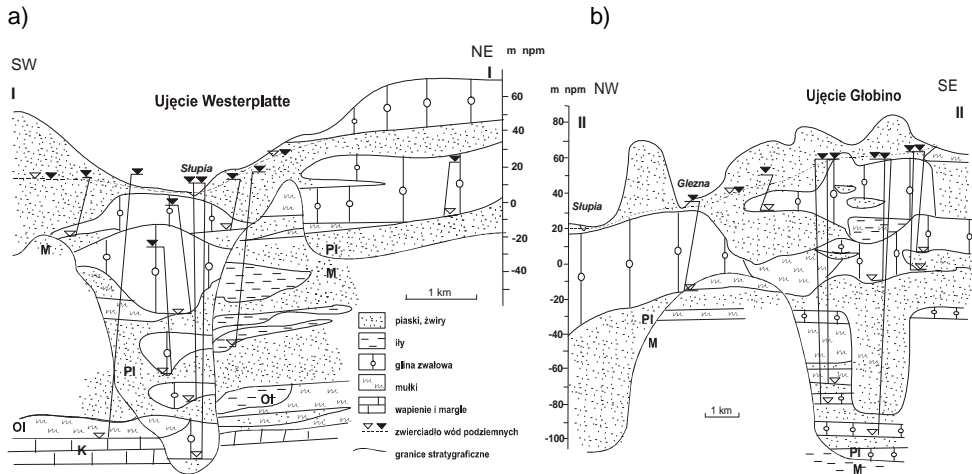 a)
SW
I
Ujęcie Westerplatte
NE
I
m npm
60
40
20
0
-20
-40
Słupia
M
Pl
M
Pl
Ol
Ol
K
1 km
piaski, żwiry
iły
glina zwałowa
mułki
wapienie i margle
zwierciadło wód podziemnych
granice stratygraficzne
b)
m npm
NW
II
Ujęcie Głobino
SE
II
80
60
40
20
0
-20
-40
-60
-80
-100
Słupia
Glezna
Pl
M
1 km
Pl
M